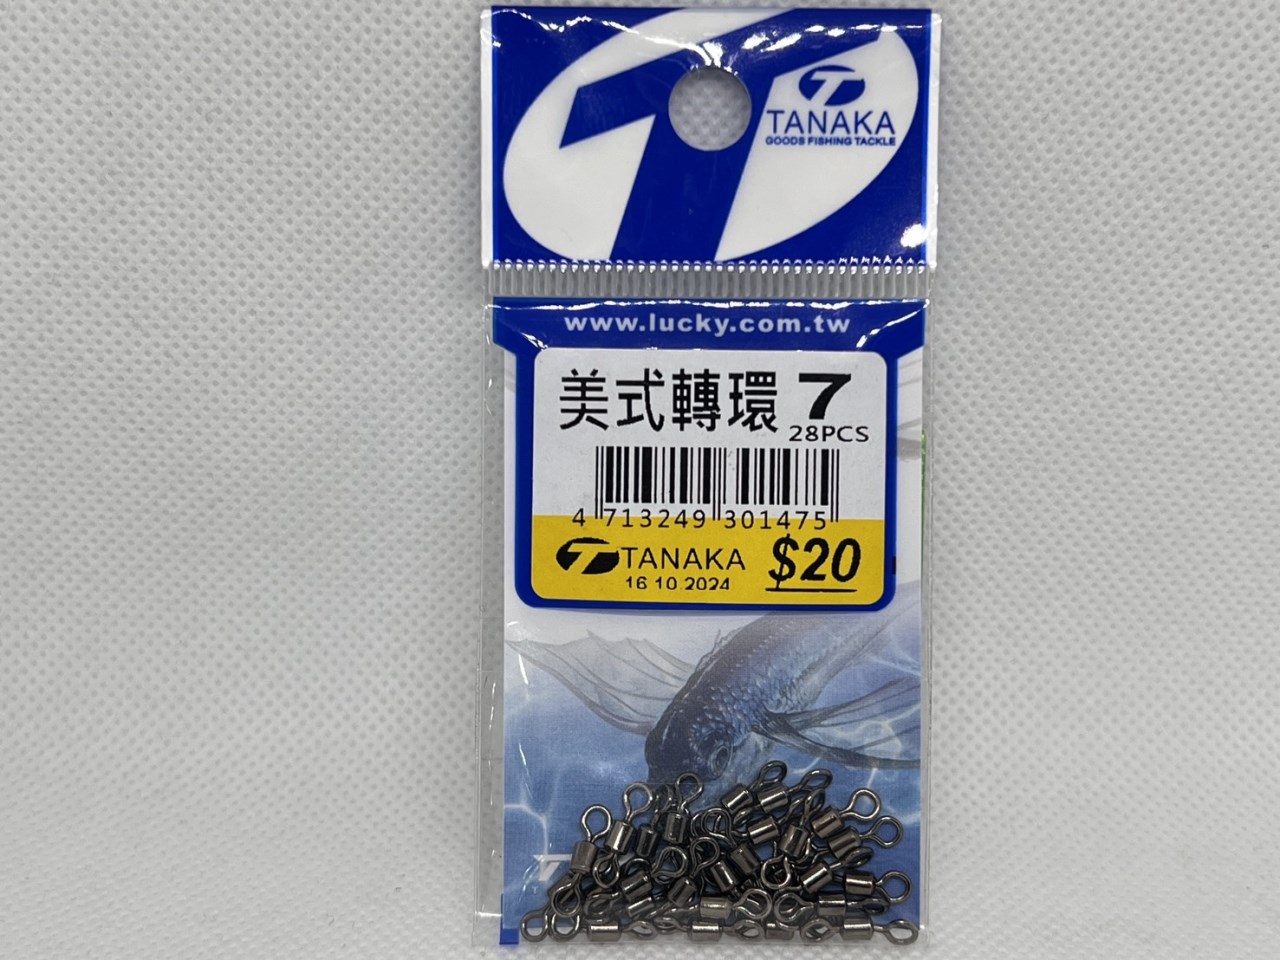 TANAKA
GOODS FISHING TACKLE
www.lucky.com.tw
美式轉環 7
28PCS
4 713249 301475
TANAKA
16 10 2024
$20